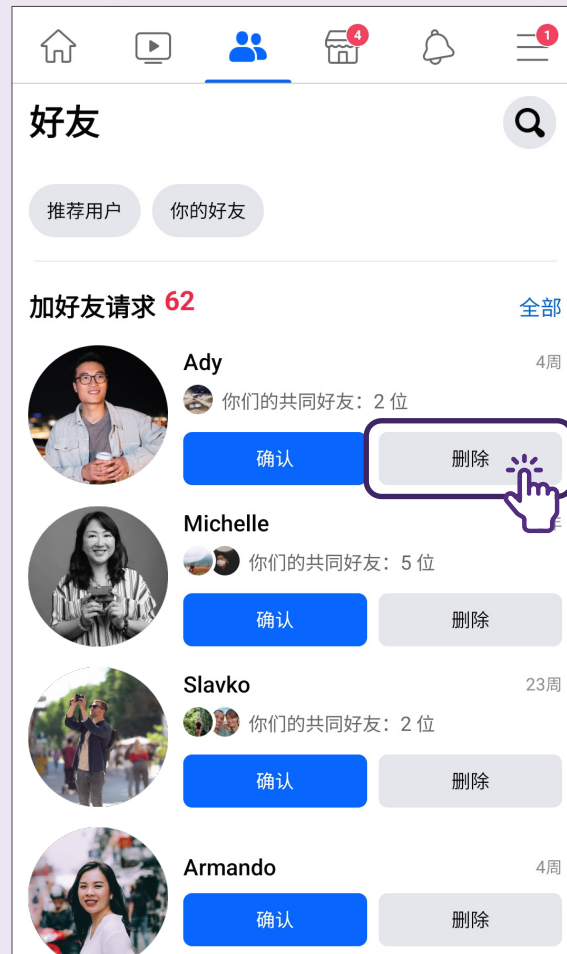 4
1
好友
推荐用户
你的好友
加好友请求 62
全部
Ady
4周
你们的共同好友：2 位
确认
删除
Michelle
你们的共同好友：5 位
确认
删除
Slavko
23周
你们的共同好友：2 位
确认
删除
Armando
4周
确认
删除